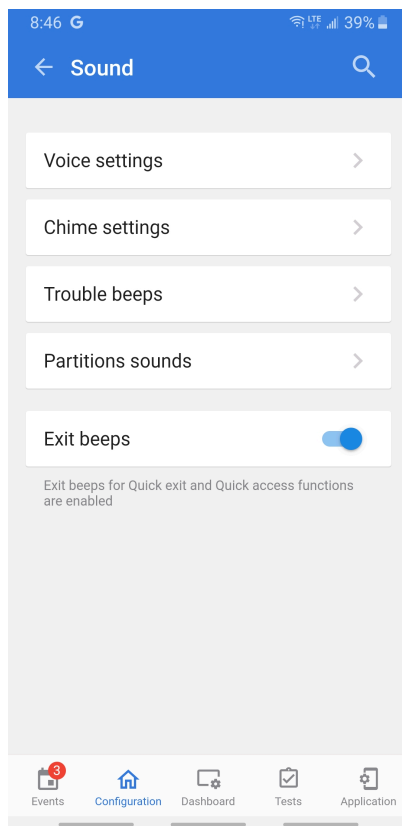 8:46 G LTE 39%
Sound
Voice settings
Chime settings
Trouble beeps
Partitions sounds
Exit beeps
Exit beeps for Quick exit and Quick access functions
are enabled
3
Events Configuration Dashboard Tests Application